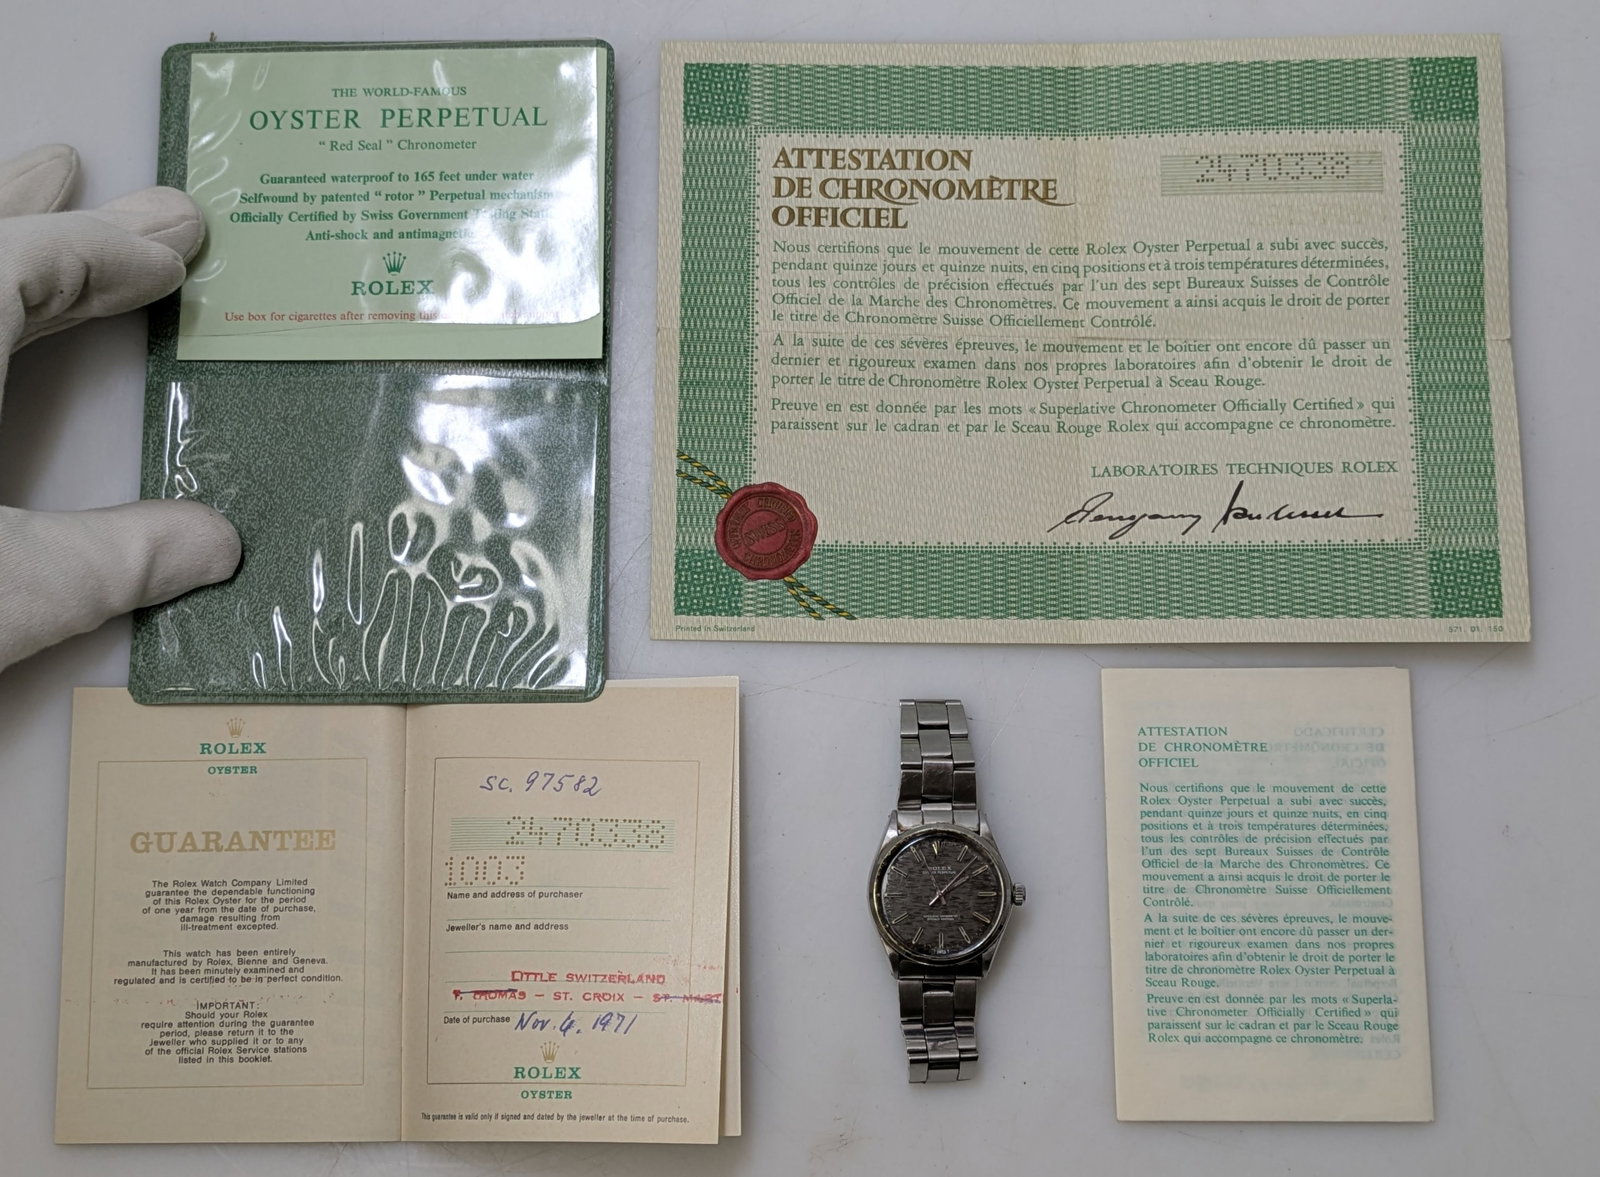 THE WORLD-FAMOUS
OYSTER PERPETUAL
"Red Seal" Chronometer
Guaranteed waterproof to 165 feet under water
Selfwound by patented "rotor" Perpetual mechanism
Officially Certified by Swiss Government Testing
Anti-shock and antimagnetic
ROLEX
Use box for cigarettes after removing this
ATTESTATION
DE CHRONOMÈTRE
OFFICIEL
2470338
Nous certifions que le mouvement de cette Rolex Oyster Perpetual a subi avec succès,
pendant quinze jours et quinze nuits, en cinq positions et à trois températures déterminées,
tous les contrôles de précision effectués par l'un des sept Bureaux Suisses de Contrôle
Officiel de la Marche des Chronomètres. Ce mouvement a ainsi acquis le droit de porter
le titre de Chronomètre Suisse Officiellement Contrôlé.
A la suite de ces sévères épreuves, le mouvement et le boîtier ont encore dû passer un
dernier et rigoureux examen dans nos propres laboratoires afin d'obtenir le droit de
porter le titre de Chronomètre Rolex Oyster Perpetual à Sceau Rouge.
Preuve en est donnée par les mots « Superlative Chronometer Officially Certified » qui
paraissent sur le cadran et par le Sceau Rouge Rolex qui accompagne ce chronomètre.
LABORATOIRES TECHNIQUES ROLEX
SWISS
Printed in Switzerland
571. 01. 150
ROLEX
OYSTER
GUARANTEE
The Rolex Watch Company Limited
guarantee the dependable functioning
of this Rolex Oyster for the period
of one year from the date of purchase,
damage resulting from
ill-treatment excepted.
This watch has been entirely
manufactured by Rolex, Bienne and Geneva.
It has been minutely examined and
regulated and is certified to be in perfect condition.
IMPORTANT:
Should your Rolex
require attention during the guarantee
period, please return it to the
jeweller who supplied it or to any
of the official Rolex Service stations
listed in this booklet.
sc. 97582
2470338
1003
Name and address of purchaser
Jeweller's name and address
LITTLE SWITZERLAND
T. THOMAS – ST. CROIX – ST. MART
Date of purchase Nov. 4. 1971
ROLEX
OYSTER
This guarantee is valid only if signed and dated by the jeweller at the time of purchase.
ROLEX
OYSTER PERPETUAL
ATTESTATION
DE CHRONOMÈTRE
OFFICIEL
Nous certifions que le mouvement de cette
Rolex Oyster Perpetual a subi avec succès,
pendant quinze jours et quinze nuits, en cinq
positions et à trois températures déterminées,
tous les contrôles de précision effectués par
l'un des sept Bureaux Suisses de Contrôle
Officiel de la Marche des Chronomètres. Ce
mouvement a ainsi acquis le droit de porter le
titre de Chronomètre Suisse Officiellement
Contrôlé.
A la suite de ces sévères épreuves, le mouve-
ment et le boîtier ont encore dû passer un der-
nier et rigoureux examen dans nos propres
laboratoires afin d'obtenir le droit de porter le
titre de chronomètre Rolex Oyster Perpetual à
Sceau Rouge.
Preuve en est donnée par les mots « Superla-
tive Chronometer Officially Certified » qui
paraissent sur le cadran et par le Sceau Rouge
Rolex qui accompagne ce chronomètre.